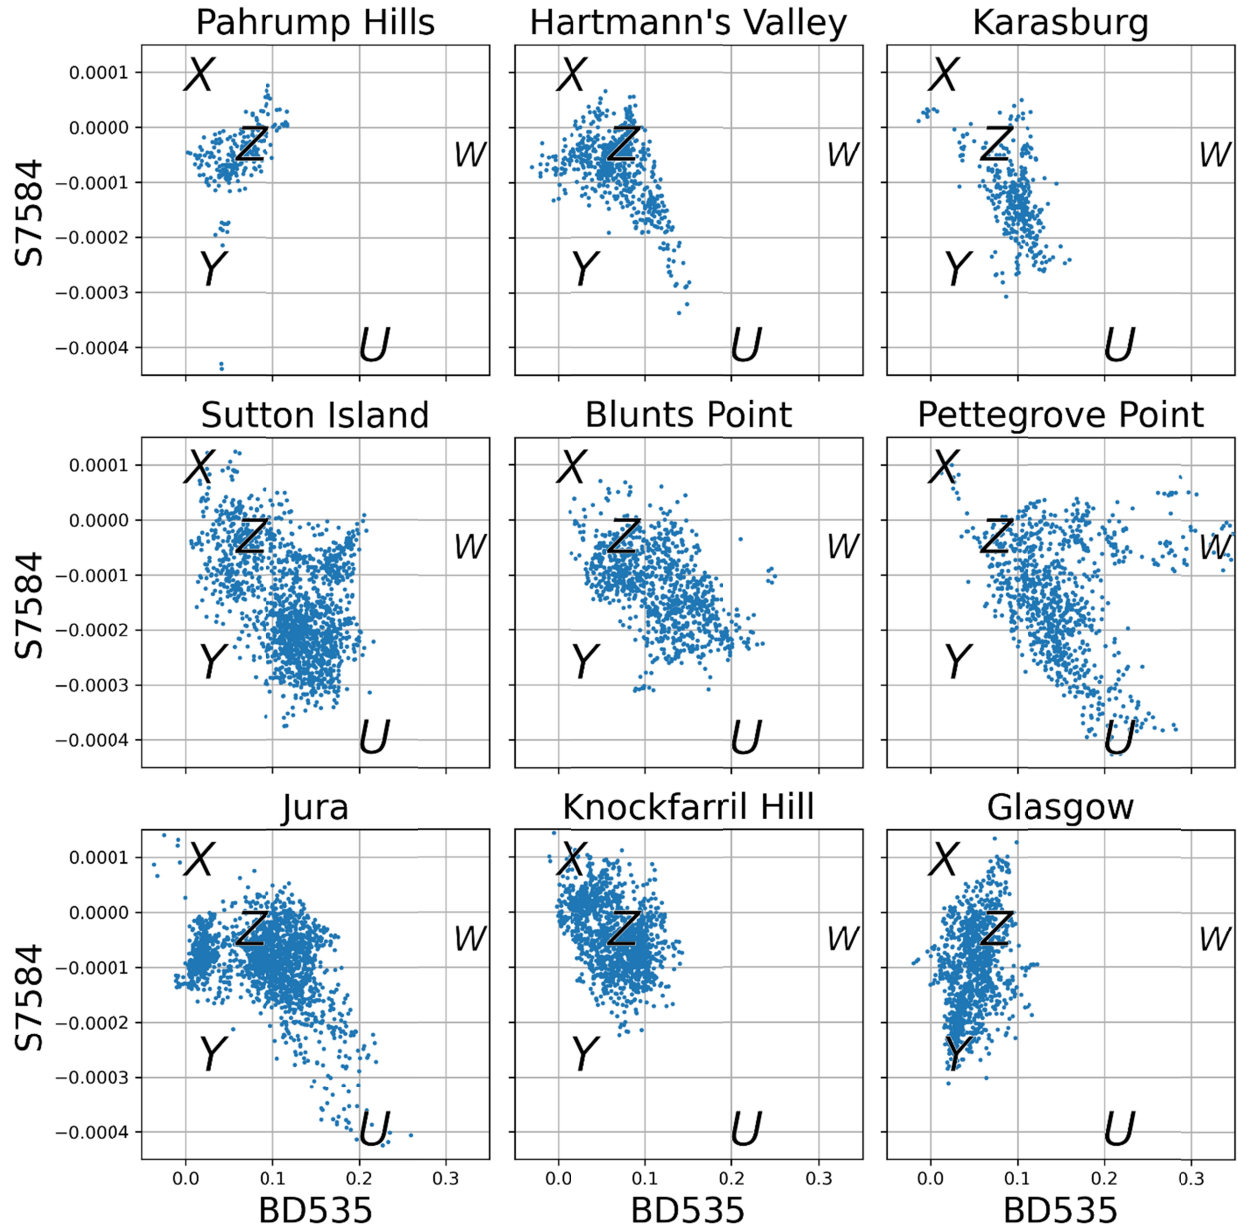 Pahrump Hills Hartmann's Valley Karasburg
0.0001 X X X
0.0000 Z Z Z
W W W
−0.0001
−0.0002
Y Y Y
−0.0003
−0.0004 U U U
S7584
Sutton Island Blunts Point Pettegrove Point
0.0001 X X X
0.0000 Z Z Z
W W W
−0.0001
−0.0002
Y Y Y
−0.0003
−0.0004 U U U
S7584
Jura Knockfarril Hill Glasgow
0.0001 X X X
0.0000 Z Z Z
W W W
−0.0001
−0.0002
Y Y Y
−0.0003
−0.0004 U U U
S7584
0.0 0.1 0.2 0.3 0.0 0.1 0.2 0.3 0.0 0.1 0.2 0.3
BD535 BD535 BD535